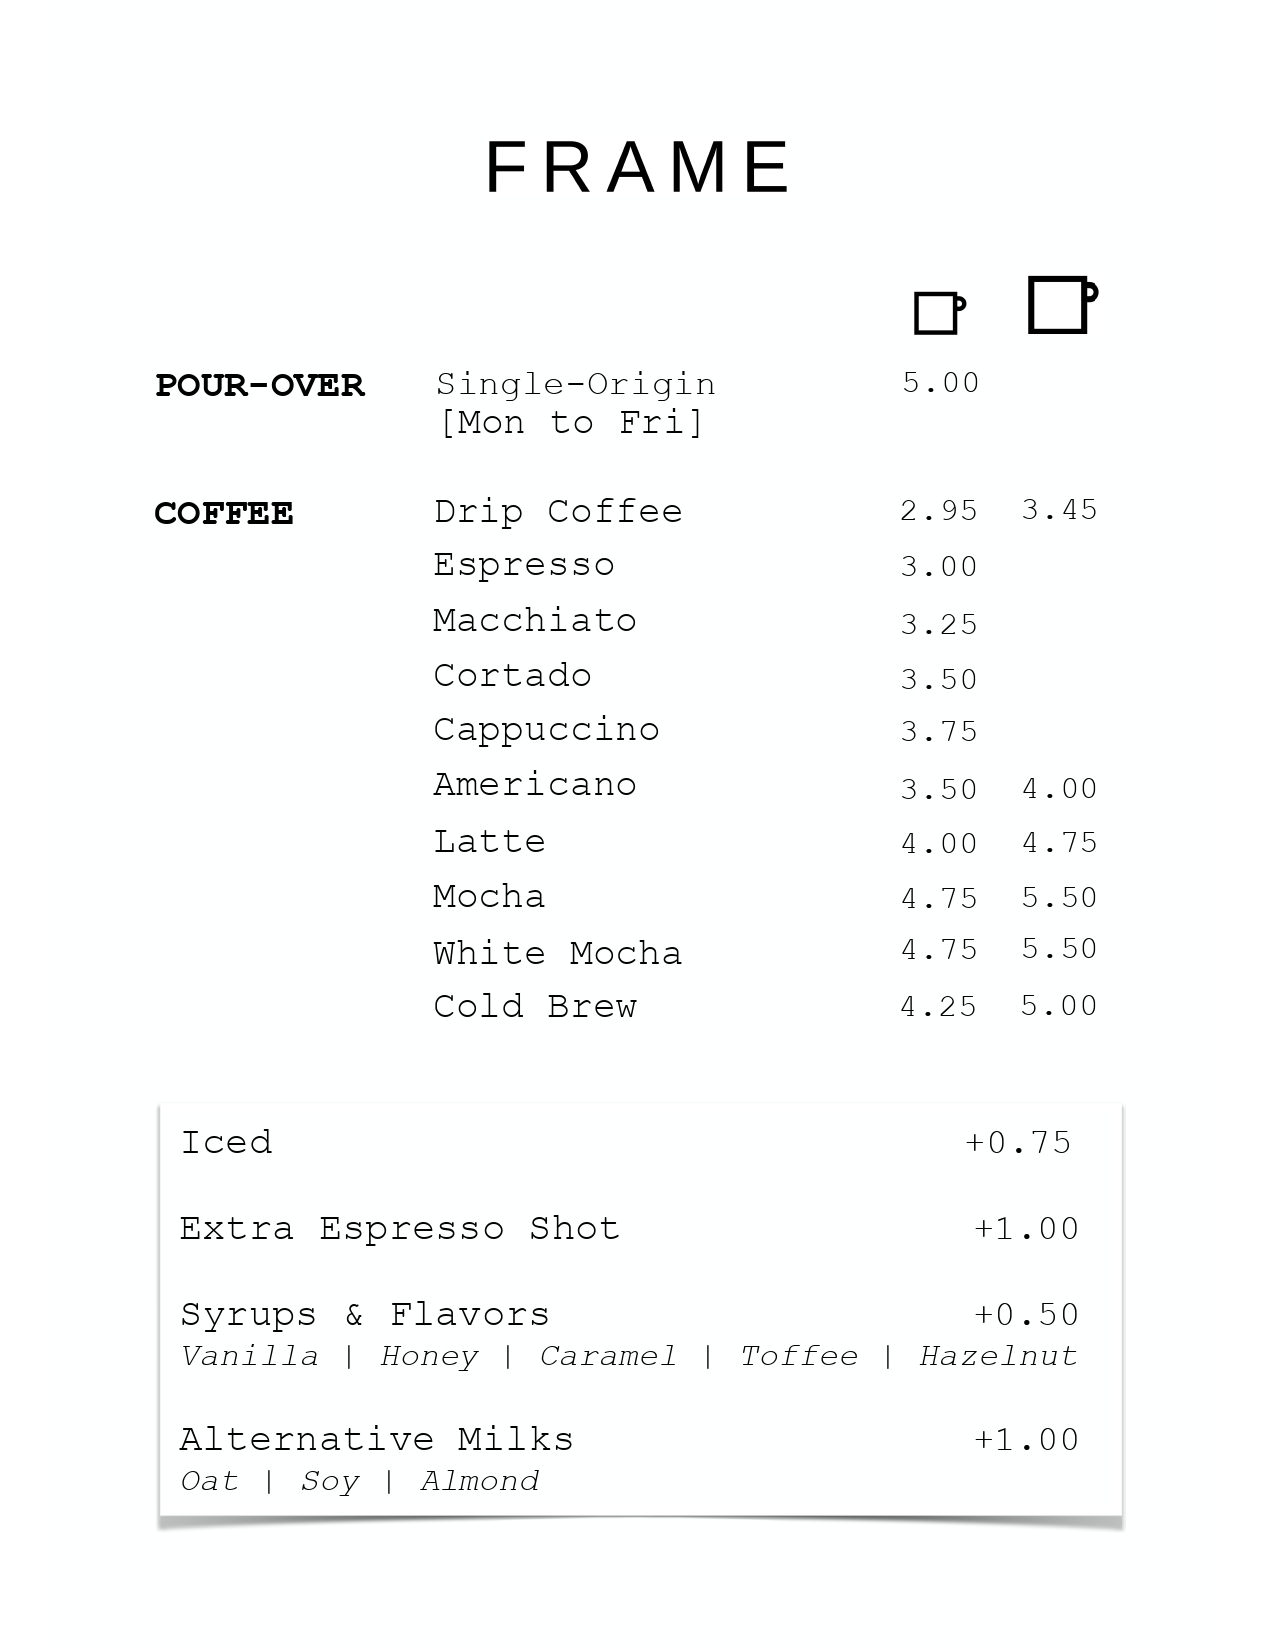 FRAME
POUR-OVER Single-Origin 5.00
[Mon to Fri]
COFFEE Drip Coffee 2.95 3.45
Espresso 3.00
Macchiato 3.25
Cortado 3.50
Cappuccino 3.75
Americano 3.50 4.00
Latte 4.00 4.75
Mocha 4.75 5.50
White Mocha 4.75 5.50
Cold Brew 4.25 5.00
Iced +0.75
Extra Espresso Shot +1.00
Syrups & Flavors +0.50
Vanilla | Honey | Caramel | Toffee | Hazelnut
Alternative Milks +1.00
Oat | Soy | Almond